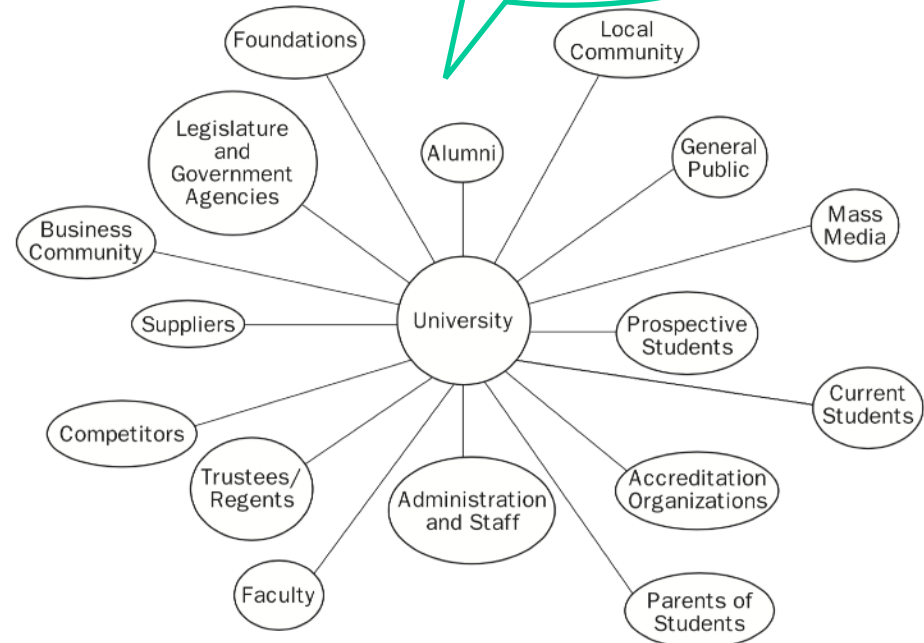 Foundations
Local
Community
Legislature
and
Government
Agencies
Alumni
General
Public
Business
Community
Mass
Media
Suppliers
University
Prospective
Students
Competitors
Current
Students
Trustees/
Regents
Administration
and Staff
Accreditation
Organizations
Faculty
Parents of
Students